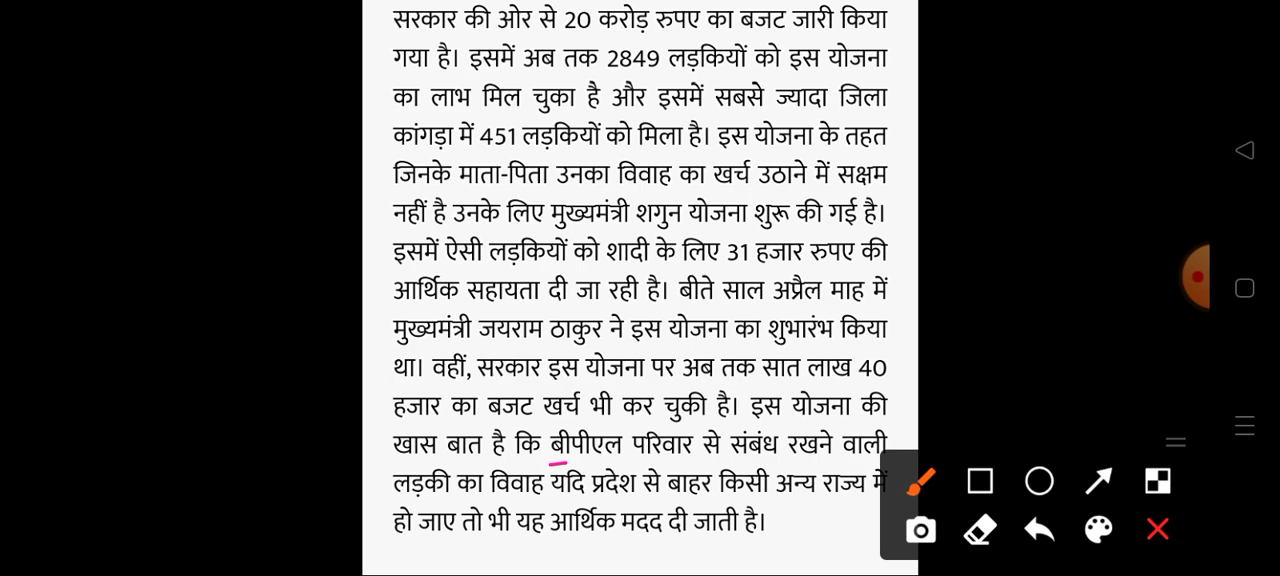 सरकार की ओर से 20 करोड़ रुपए का बजट जारी किया
गया है। इसमें अब तक 2849 लड़कियों को इस योजना
का लाभ मिल चुका है और इसमें सबसे ज्यादा जिला
कांगड़ा में 451 लड़कियों को मिला है। इस योजना के तहत
जिनके माता-पिता उनका विवाह का खर्च उठाने में सक्षम
नहीं है उनके लिए मुख्यमंत्री शगुन योजना शुरू की गई है।
इसमें ऐसी लड़कियों को शादी के लिए 31 हजार रुपए की
आर्थिक सहायता दी जा रही है। बीते साल अप्रैल माह में
मुख्यमंत्री जयराम ठाकुर ने इस योजना का शुभारंभ किया
था। वहीं, सरकार इस योजना पर अब तक सात लाख 40
हजार का बजट खर्च भी कर चुकी है। इस योजना की
खास बात है कि बीपीएल परिवार से संबंध रखने वाली
लड़की का विवाह यदि प्रदेश से बाहर किसी अन्य राज्य में
हो जाए तो भी यह आर्थिक मदद दी जाती है।